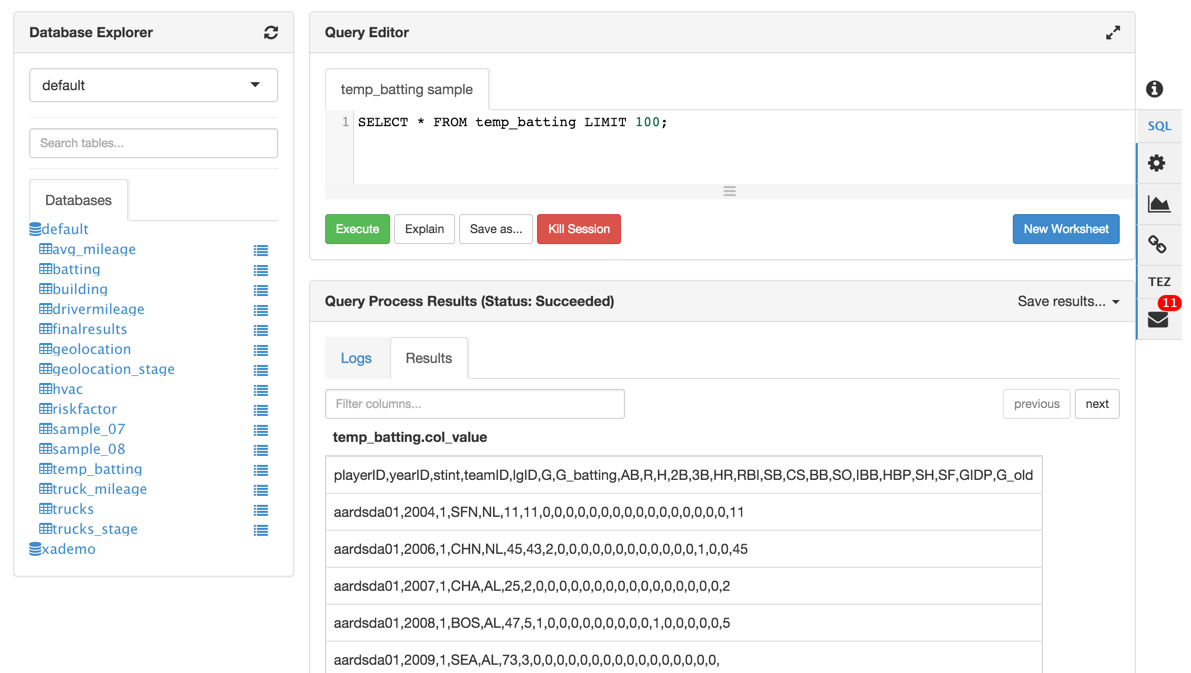 Database Explorer
default
Search tables...
Databases
default
avg_mileage
batting
building
drivermileage
finalresults
geolocation
geolocation_stage
hvac
riskfactor
sample_07
sample_08
temp_batting
truck_mileage
trucks
trucks_stage
xademo
Query Editor
temp_batting sample
1 SELECT * FROM temp_batting LIMIT 100;
Execute Explain Save as... Kill Session New Worksheet
Query Process Results (Status: Succeeded) Save results...
Logs Results
Filter columns... previous next
temp_batting.col_value
playerID,yearID,stint,teamID,lgID,G,G_batting,AB,R,H,2B,3B,HR,RBI,SB,CS,BB,SO,IBB,HBP,SH,SF,GIDP,G_old
aardsda01,2004,1,SFN,NL,11,11,0,0,0,0,0,0,0,0,0,0,0,0,0,0,0,0,11
aardsda01,2006,1,CHN,NL,45,43,2,0,0,0,0,0,0,0,0,0,0,0,0,1,0,0,45
aardsda01,2007,1,CHA,AL,25,2,0,0,0,0,0,0,0,0,0,0,0,0,0,0,0,0,2
aardsda01,2008,1,BOS,AL,47,5,1,0,0,0,0,0,0,0,0,0,1,0,0,0,0,0,5
aardsda01,2009,1,SEA,AL,73,3,0,0,0,0,0,0,0,0,0,0,0,0,0,0,0,0,
SQL
TEZ
11